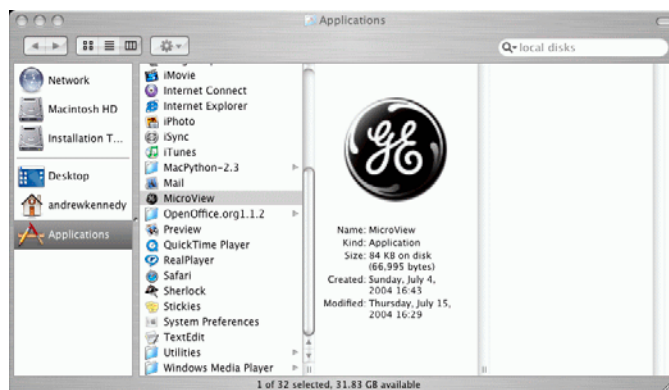 Applications
local disks
Network
Macintosh HD
Installation T...
Desktop
andrewkennedy
Applications
iMovie
Internet Connect
Internet Explorer
iPhoto
iSync
iTunes
MacPython-2.3
Mail
MicroView
OpenOffice.org1.1.2
Preview
QuickTime Player
RealPlayer
Safari
Sherlock
Stickies
System Preferences
TextEdit
Utilities
Windows Media Player
GE
Name: MicroView
Kind: Application
Size: 84 KB on disk
(66,995 bytes)
Created: Sunday, July 4,
2004 16:43
Modified: Thursday, July 15,
2004 16:29
1 of 32 selected, 31.83 GB available